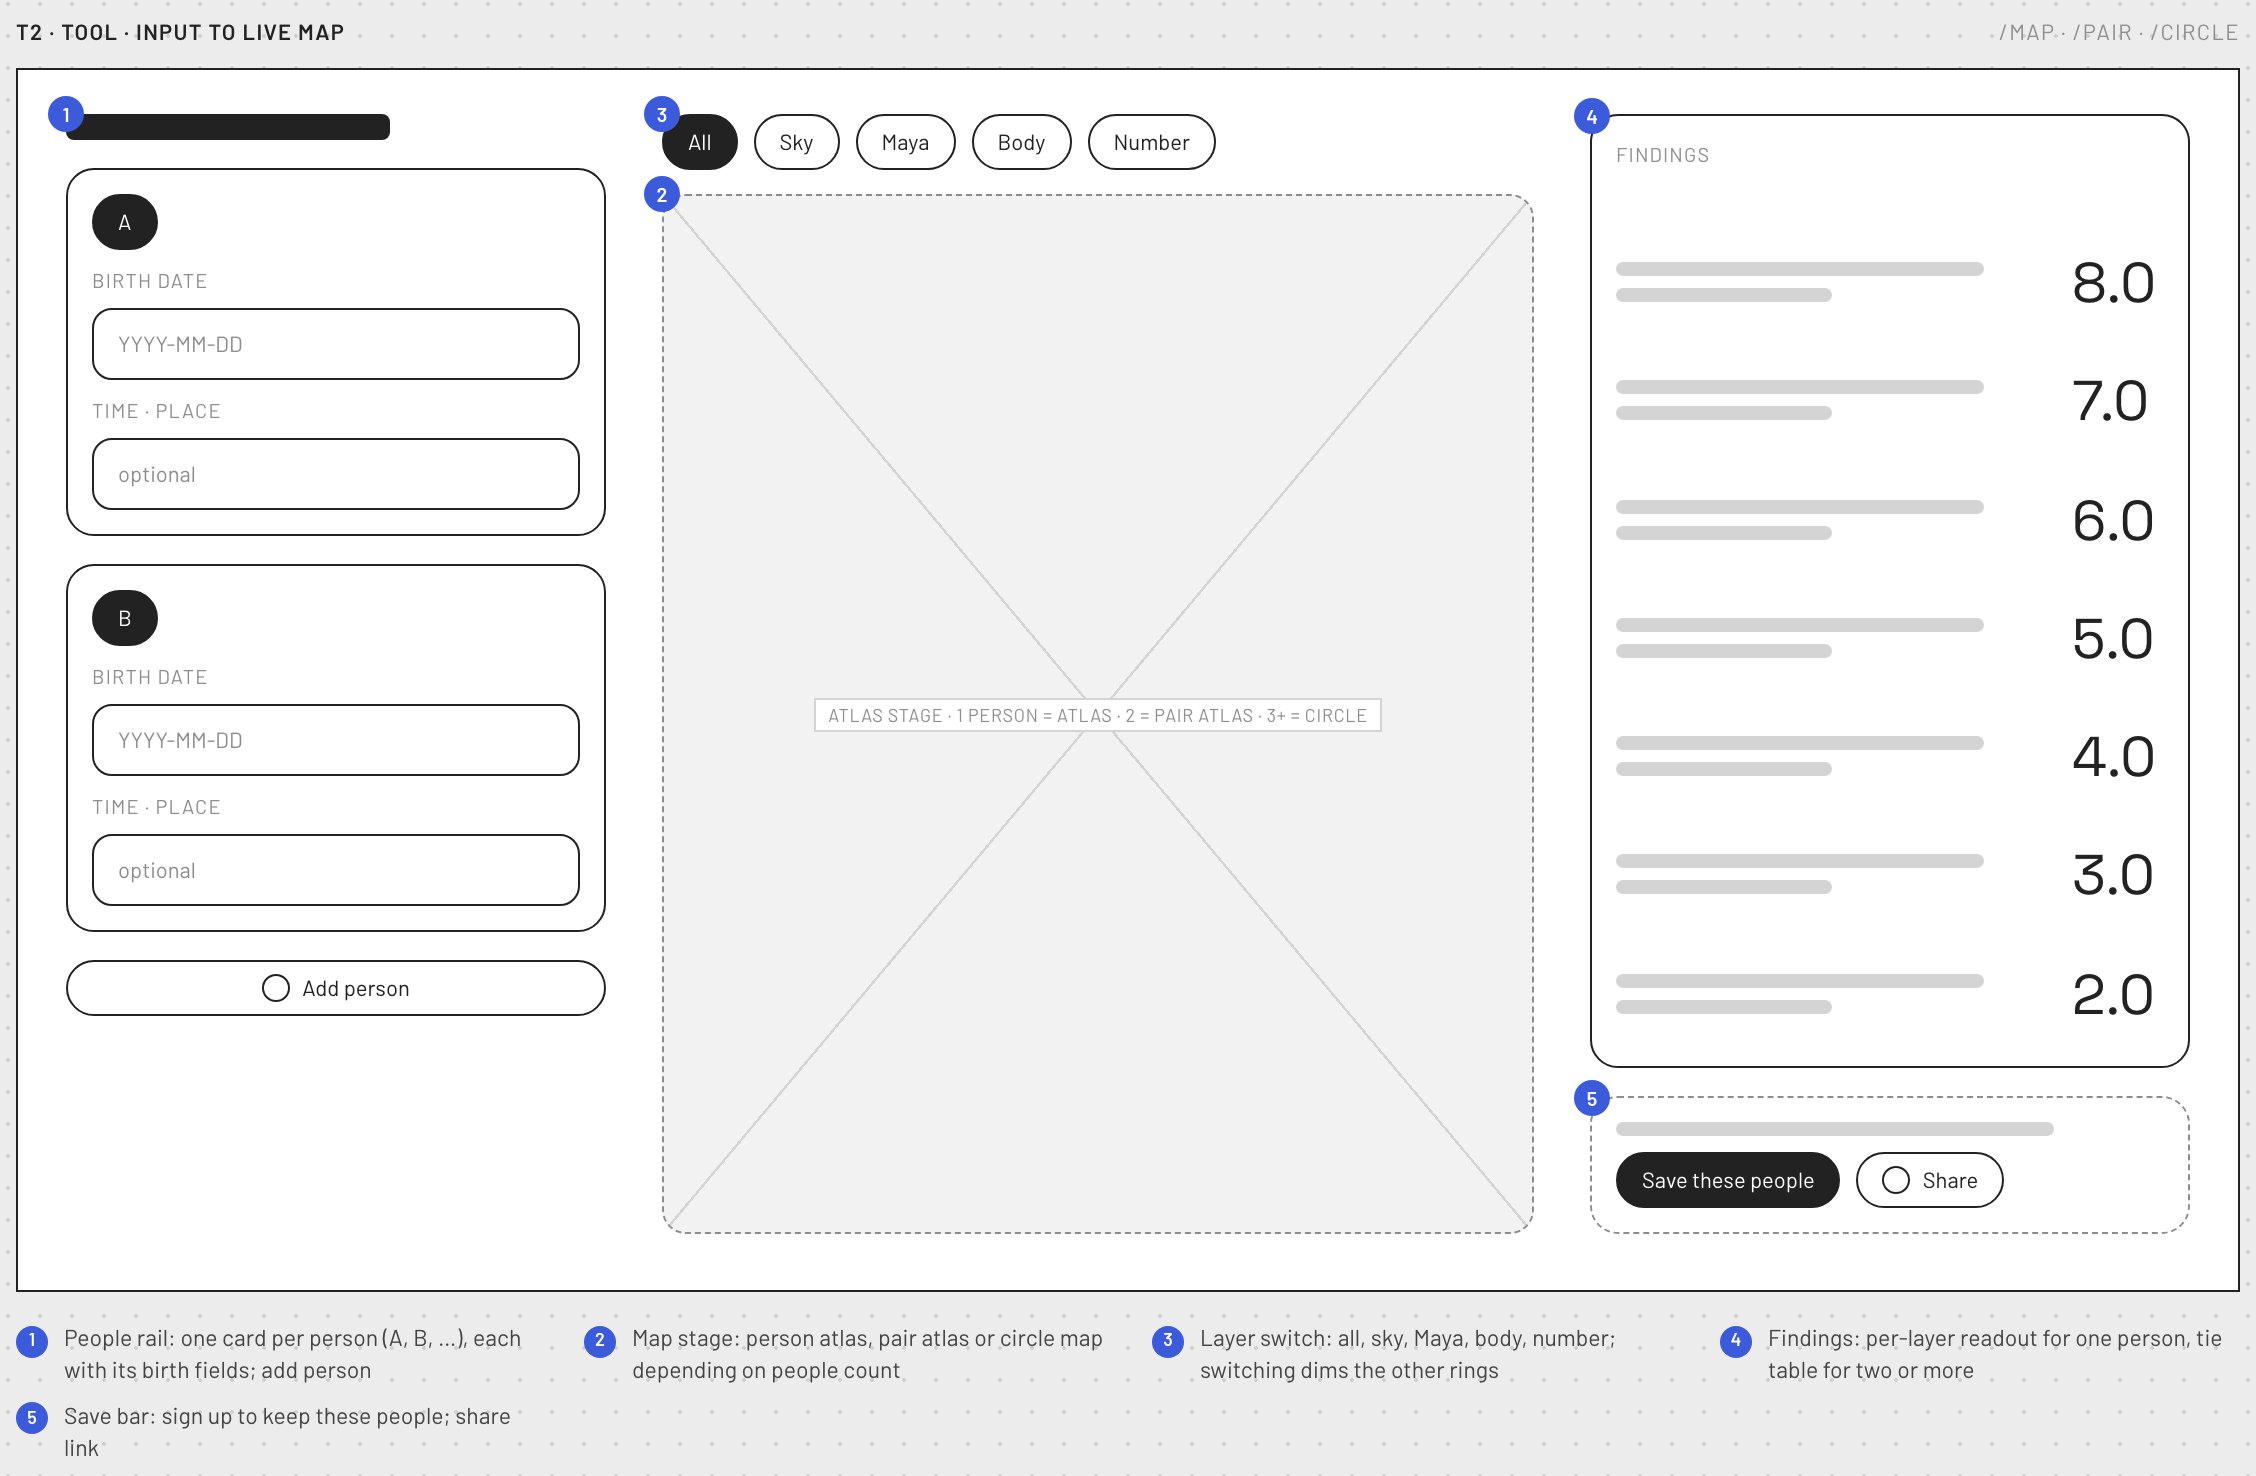 T2 · TOOL · INPUT TO LIVE MAP
/MAP · /PAIR · /CIRCLE
1
A
BIRTH DATE
YYYY-MM-DD
TIME · PLACE
optional
B
BIRTH DATE
YYYY-MM-DD
TIME · PLACE
optional
Add person
3
All
Sky
Maya
Body
Number
2
ATLAS STAGE · 1 PERSON = ATLAS · 2 = PAIR ATLAS · 3+ = CIRCLE
4
FINDINGS
8.0
7.0
6.0
5.0
4.0
3.0
2.0
5
Save these people
Share
1
People rail: one card per person (A, B, ...), each
with its birth fields; add person
2
Map stage: person atlas, pair atlas or circle map
depending on people count
3
Layer switch: all, sky, Maya, body, number;
switching dims the other rings
4
Findings: per-layer readout for one person, tie
table for two or more
5
Save bar: sign up to keep these people; share
link